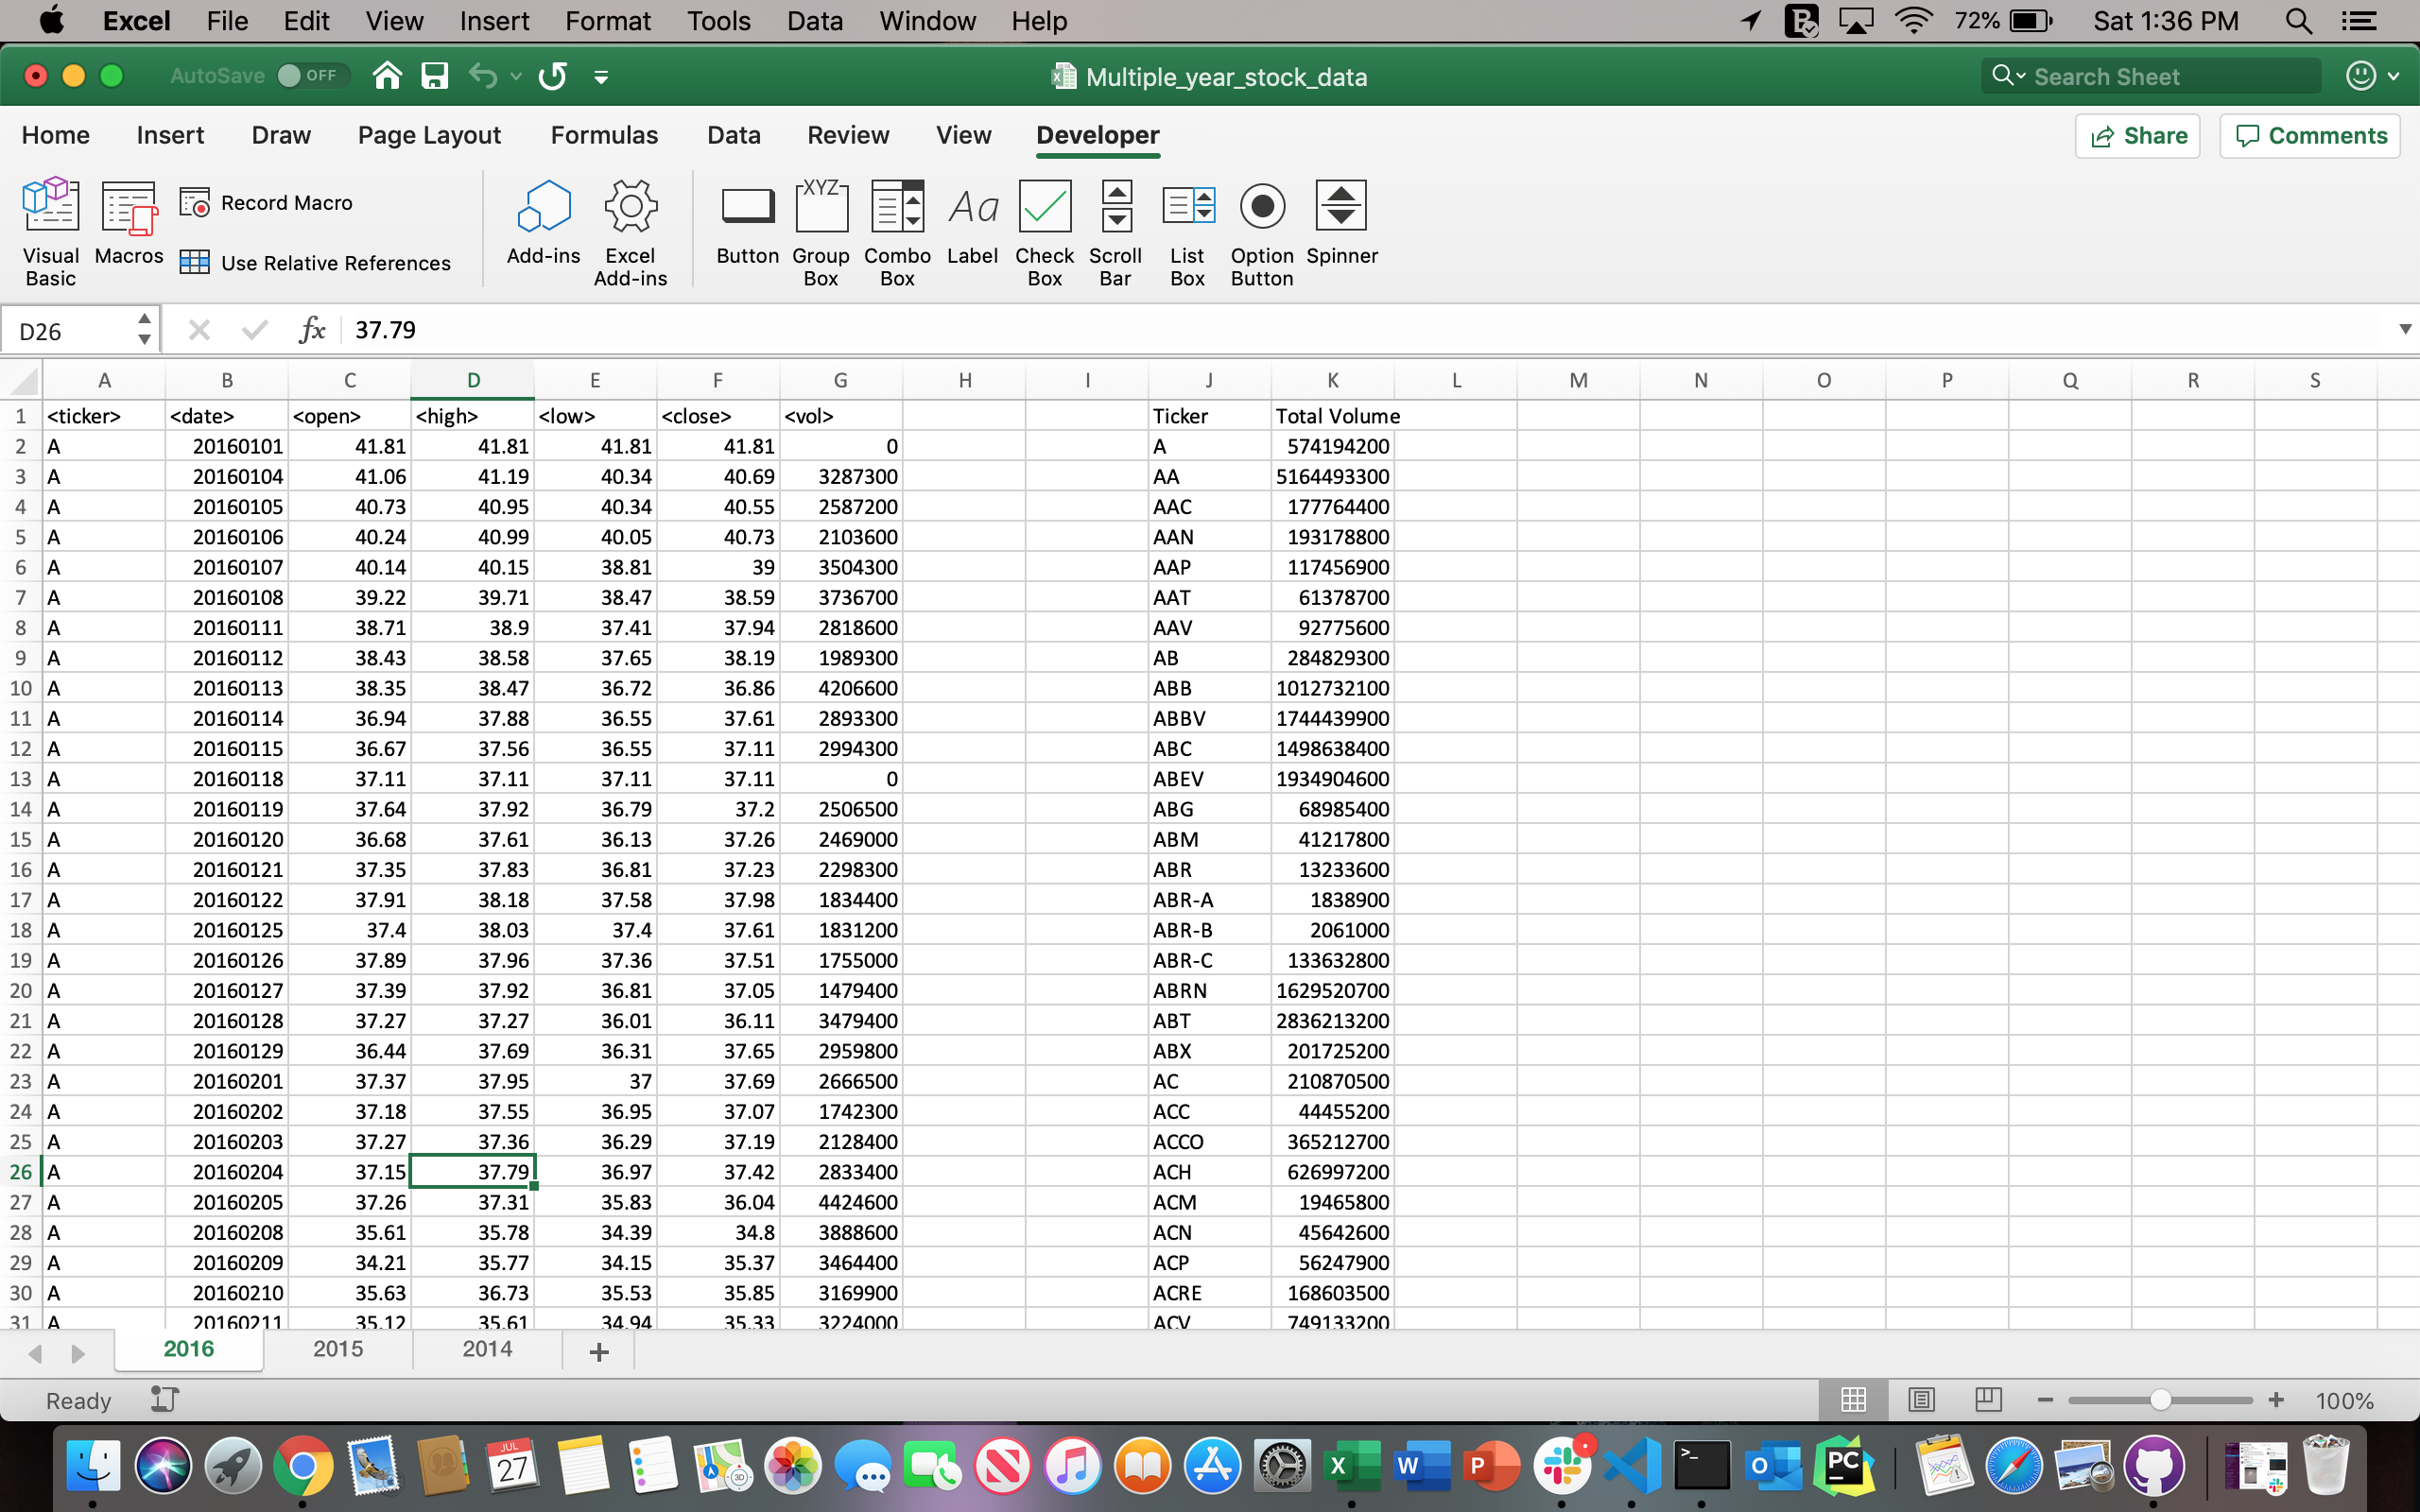 Excel File Edit View Insert Format Tools Data Window Help 72% Sat 1:36 PM
AutoSave OFF Multiple_year_stock_data Search Sheet
Home Insert Draw Page Layout Formulas Data Review View Developer Share Comments
Visual Basic Macros Record Macro Use Relative References Add-ins Excel Add-ins Button XYZ Group Box Combo Box Aa Label Check Box Scroll Bar List Box Option Button Spinner
D26 fx 37.79
A B C D E F G H I J K L M N O P Q R S
1 <ticker> <date> <open> <high> <low> <close> <vol> Ticker Total Volume
2 A 20160101 41.81 41.81 41.81 41.81 0 A 574194200
3 A 20160104 41.06 41.19 40.34 40.69 3287300 AA 5164493300
4 A 20160105 40.73 40.95 40.34 40.55 2587200 AAC 177764400
5 A 20160106 40.24 40.99 40.05 40.73 2103600 AAN 193178800
6 A 20160107 40.14 40.15 38.81 39 3504300 AAP 117456900
7 A 20160108 39.22 39.71 38.47 38.59 3736700 AAT 61378700
8 A 20160111 38.71 38.9 37.41 37.94 2818600 AAV 92775600
9 A 20160112 38.43 38.58 37.65 38.19 1989300 AB 284829300
10 A 20160113 38.35 38.47 36.72 36.86 4206600 ABB 1012732100
11 A 20160114 36.94 37.88 36.55 37.61 2893300 ABBV 1744439900
12 A 20160115 36.67 37.56 36.55 37.11 2994300 ABC 1498638400
13 A 20160118 37.11 37.11 37.11 37.11 0 ABEV 1934904600
14 A 20160119 37.64 37.92 36.79 37.2 2506500 ABG 68985400
15 A 20160120 36.68 37.61 36.13 37.26 2469000 ABM 41217800
16 A 20160121 37.35 37.83 36.81 37.23 2298300 ABR 13233600
17 A 20160122 37.91 38.18 37.58 37.98 1834400 ABR-A 1838900
18 A 20160125 37.4 38.03 37.4 37.61 1831200 ABR-B 2061000
19 A 20160126 37.89 37.96 37.36 37.51 1755000 ABR-C 133632800
20 A 20160127 37.39 37.92 36.81 37.05 1479400 ABRN 1629520700
21 A 20160128 37.27 37.27 36.01 36.11 3479400 ABT 2836213200
22 A 20160129 36.44 37.69 36.31 37.65 2959800 ABX 201725200
23 A 20160201 37.37 37.95 37 37.69 2666500 AC 210870500
24 A 20160202 37.18 37.55 36.95 37.07 1742300 ACC 44455200
25 A 20160203 37.27 37.36 36.29 37.19 2128400 ACCO 365212700
26 A 20160204 37.15 37.79 36.97 37.42 2833400 ACH 626997200
27 A 20160205 37.26 37.31 35.83 36.04 4424600 ACM 19465800
28 A 20160208 35.61 35.78 34.39 34.8 3888600 ACN 45642600
29 A 20160209 34.21 35.77 34.15 35.37 3464400 ACP 56247900
30 A 20160210 35.63 36.73 35.53 35.85 3169900 ACRE 168603500
31 A 20160211 35.12 35.61 34.94 35.33 3224000 ACV 749133200
2016 2015 2014 +
Ready 100%
JUL 27 3D X W P >_ O PC